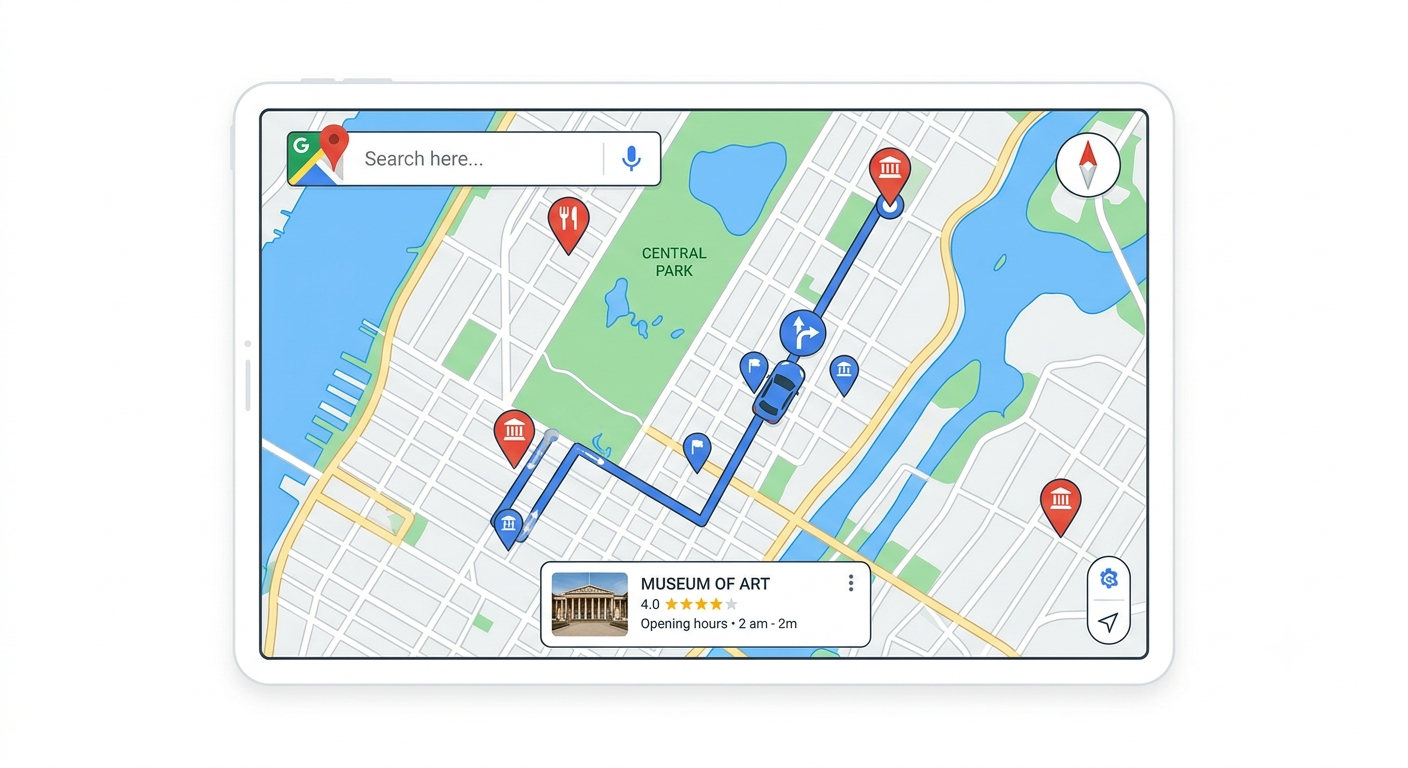 G
Search here...
CENTRAL
PARK
MUSEUM OF ART
4.0
Opening hours • 2 am - 2m